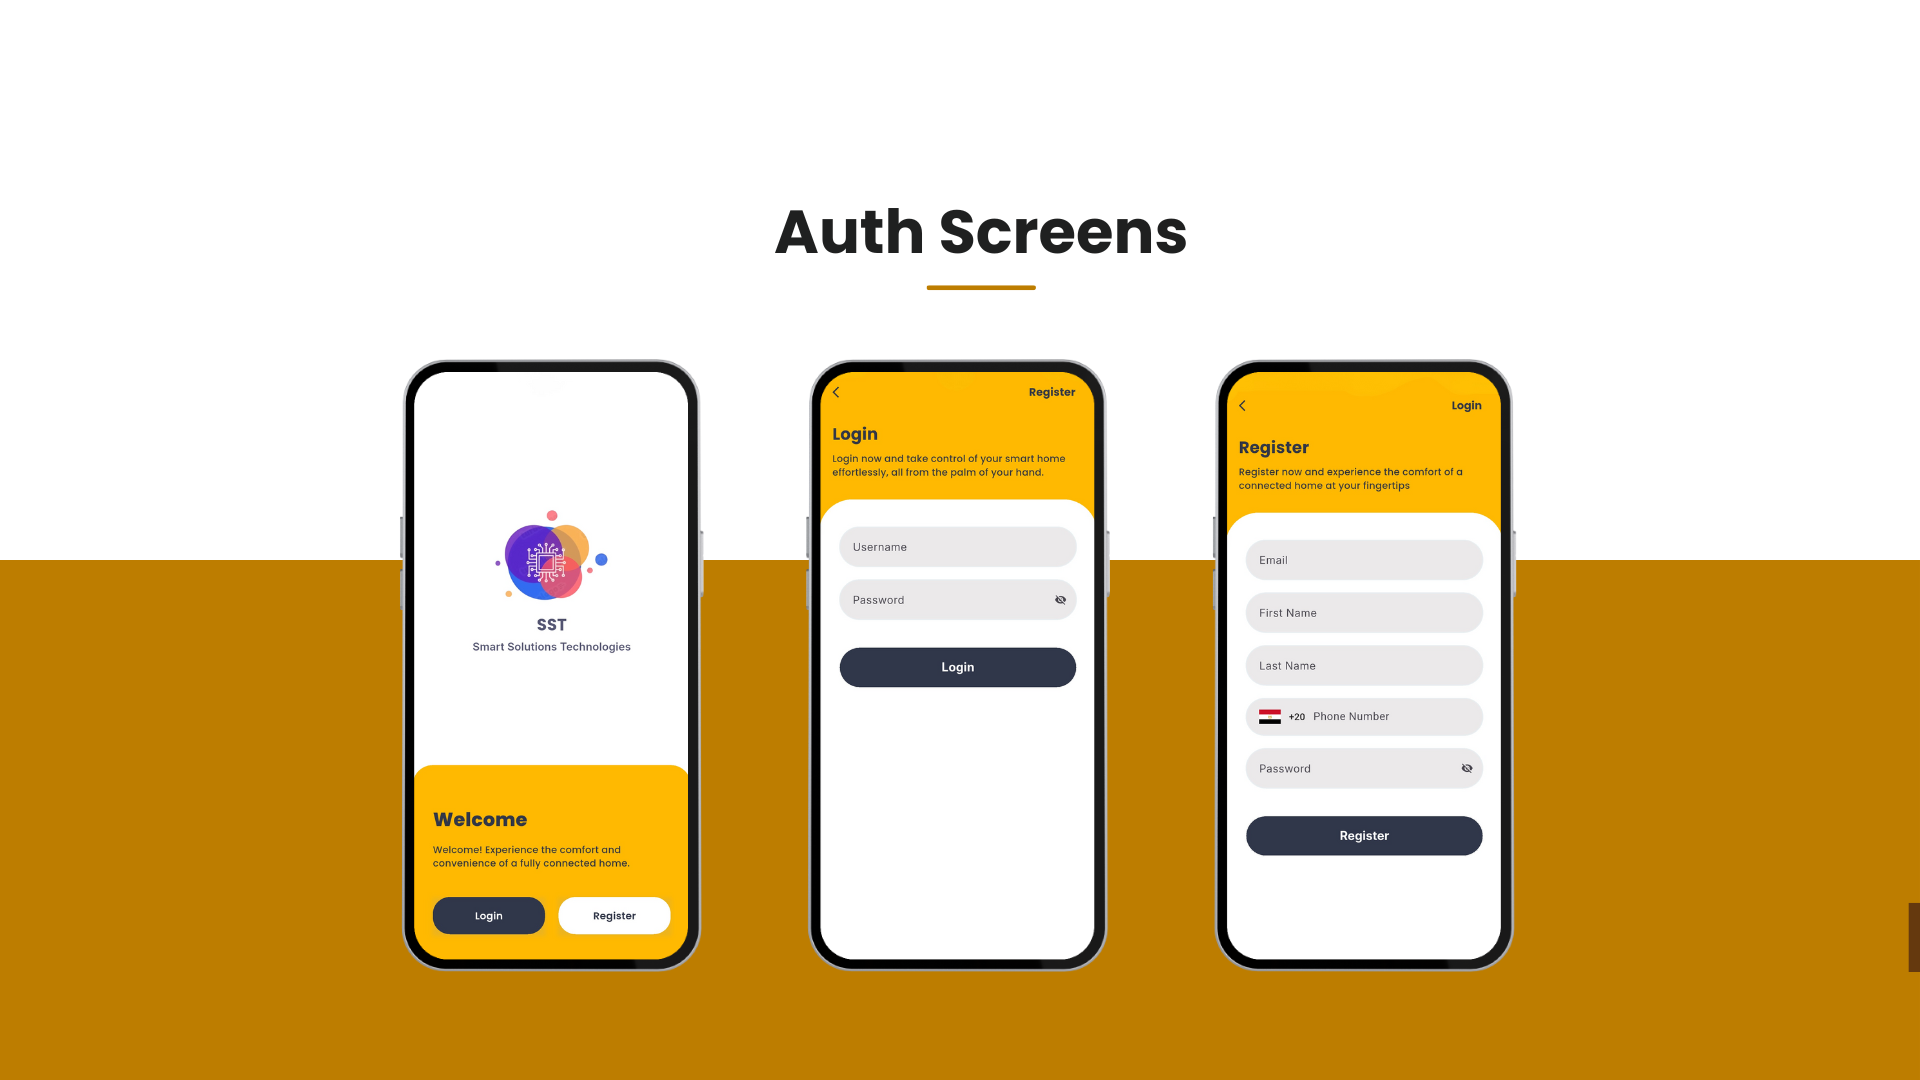 Auth Screens
SST
Smart Solutions Technologies
Welcome
Welcome! Experience the comfort and
convenience of a fully connected home.
Login
Register
Register
Login
Login now and take control of your smart home
effortlessly, all from the palm of your hand.
Username
Password
Login
Login
Register
Register now and experience the comfort of a
connected home at your fingertips
Email
First Name
Last Name
+20 Phone Number
Password
Register